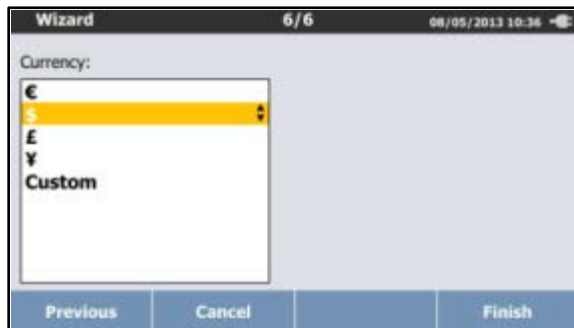 Wizard 6/6 08/05/2013 10:36
Currency:
€
$
£
¥
Custom
Previous Cancel Finish